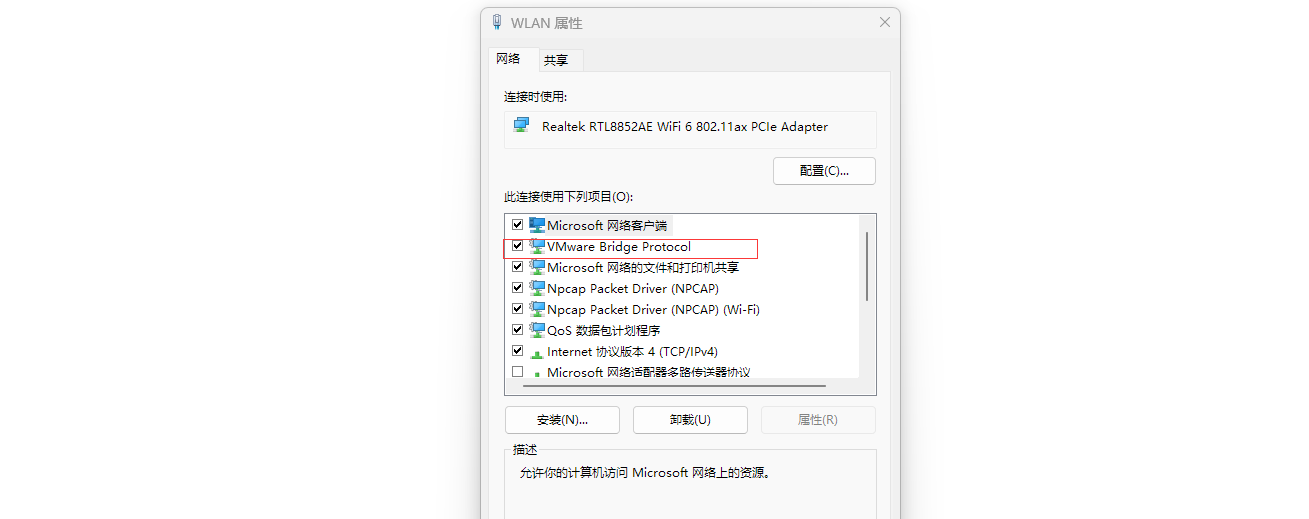 WLAN 属性
网络
共享
连接时使用:
Realtek RTL8852AE WiFi 6 802.11ax PCIe Adapter
配置(C)...
此连接使用下列项目(O):
Microsoft 网络客户端
VMware Bridge Protocol
Microsoft 网络的文件和打印机共享
Npcap Packet Driver (NPCAP)
Npcap Packet Driver (NPCAP) (Wi-Fi)
QoS 数据包计划程序
Internet 协议版本 4 (TCP/IPv4)
Microsoft 网络适配器多路传送器协议
安装(N)... 卸载(U) 属性(R)
描述
允许你的计算机访问 Microsoft 网络上的资源。